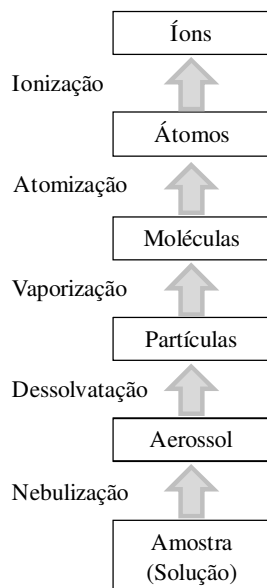 Íons
Ionização
Átomos
Atomização
Moléculas
Vaporização
Partículas
Dessolvatação
Aerossol
Nebulização
Amostra
(Solução)